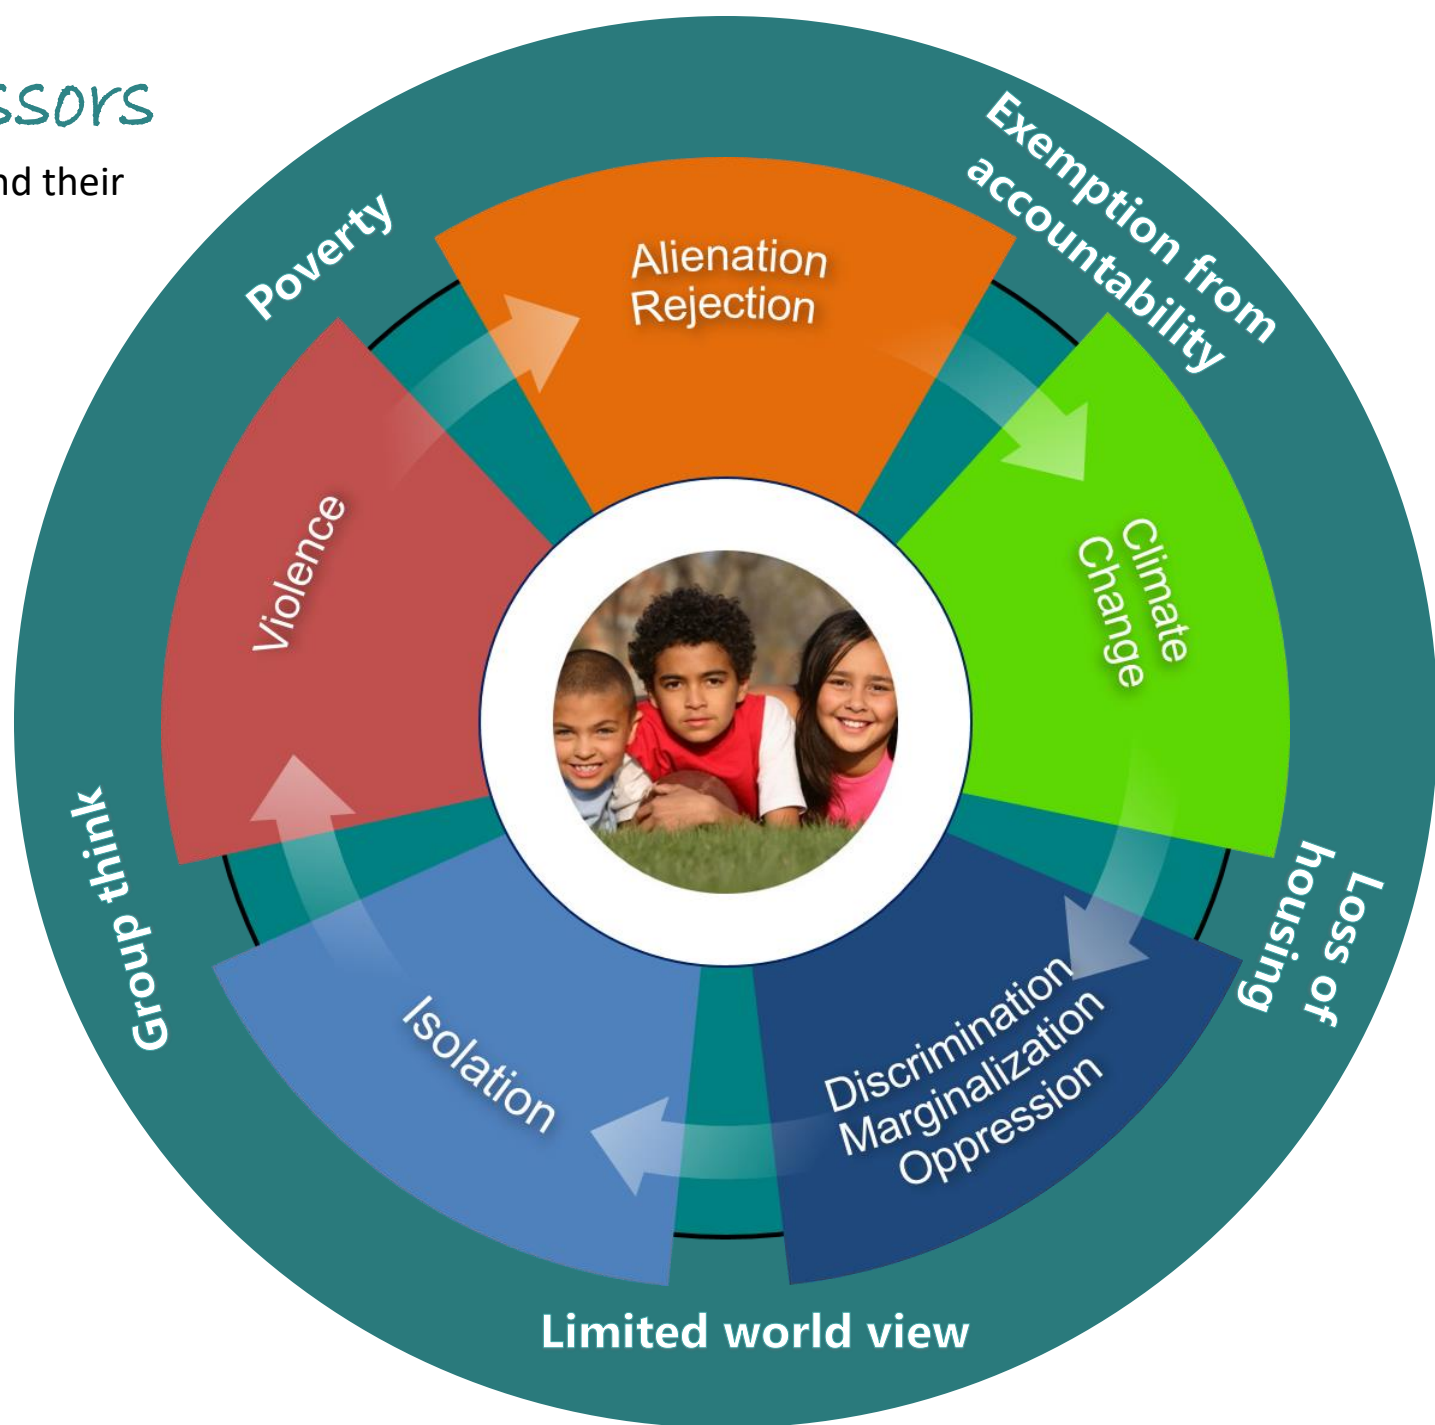 ssors
nd their
Poverty
Exemption from
accountability
Alienation
Rejection
Violence
Climate
Change
Group think
Loss of
housing
Isolation
Discrimination
Marginalization
Oppression
Limited world view